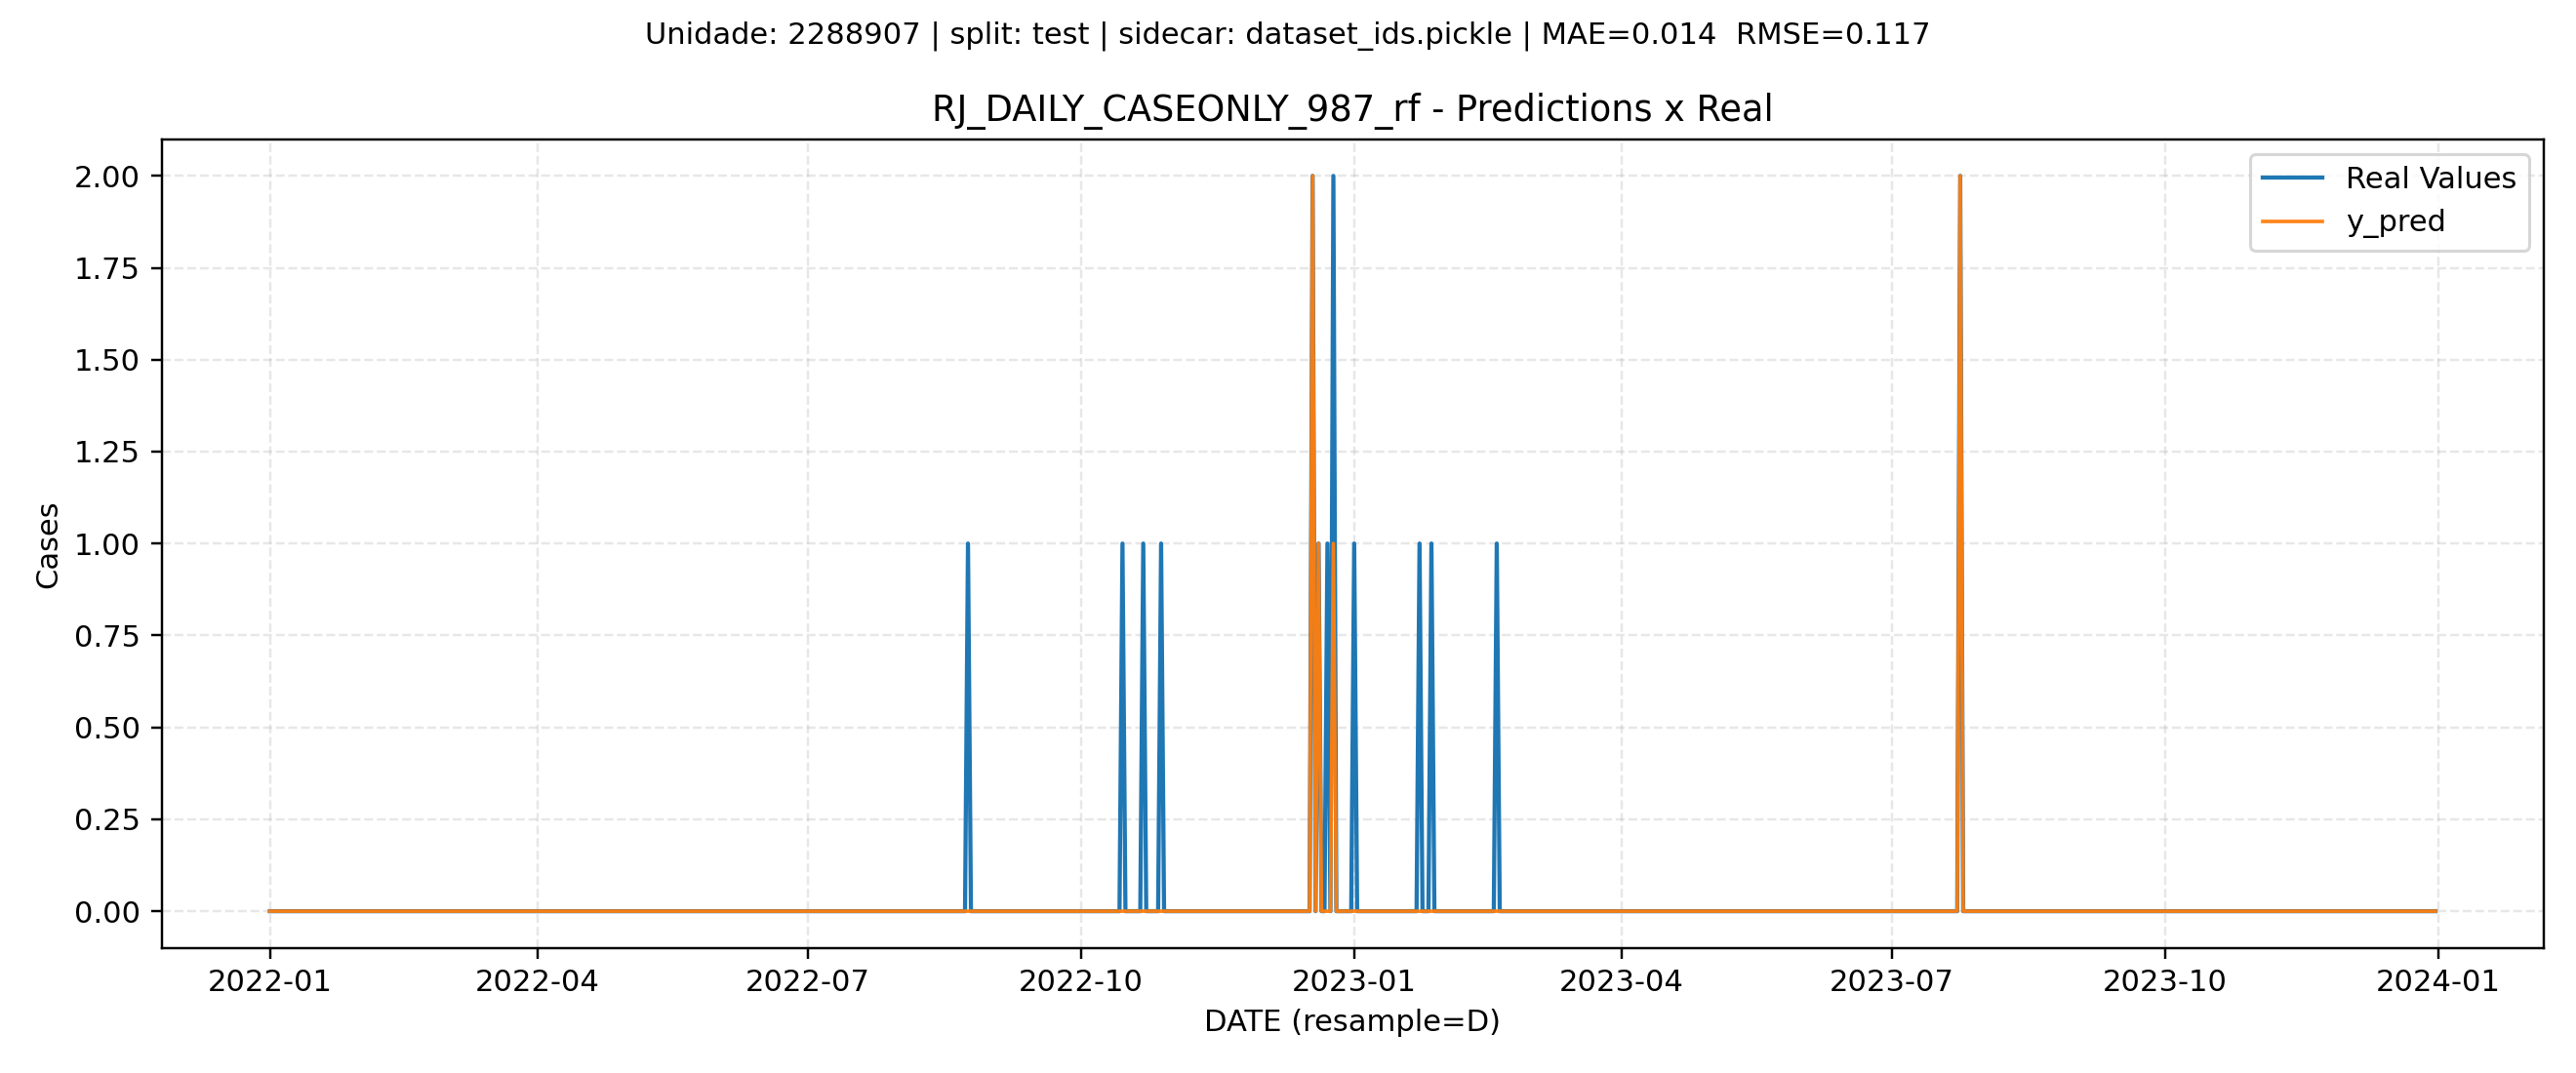 Unidade: 2288907 | split: test | sidecar: dataset_ids.pickle | MAE=0.014  RMSE=0.117
RJ_DAILY_CASEONLY_987_rf - Predictions x Real
Real Values
y_pred
2.00
1.75
1.50
1.25
1.00
0.75
0.50
0.25
0.00
Cases
2022-01 2022-04 2022-07 2022-10 2023-01 2023-04 2023-07 2023-10 2024-01
DATE (resample=D)